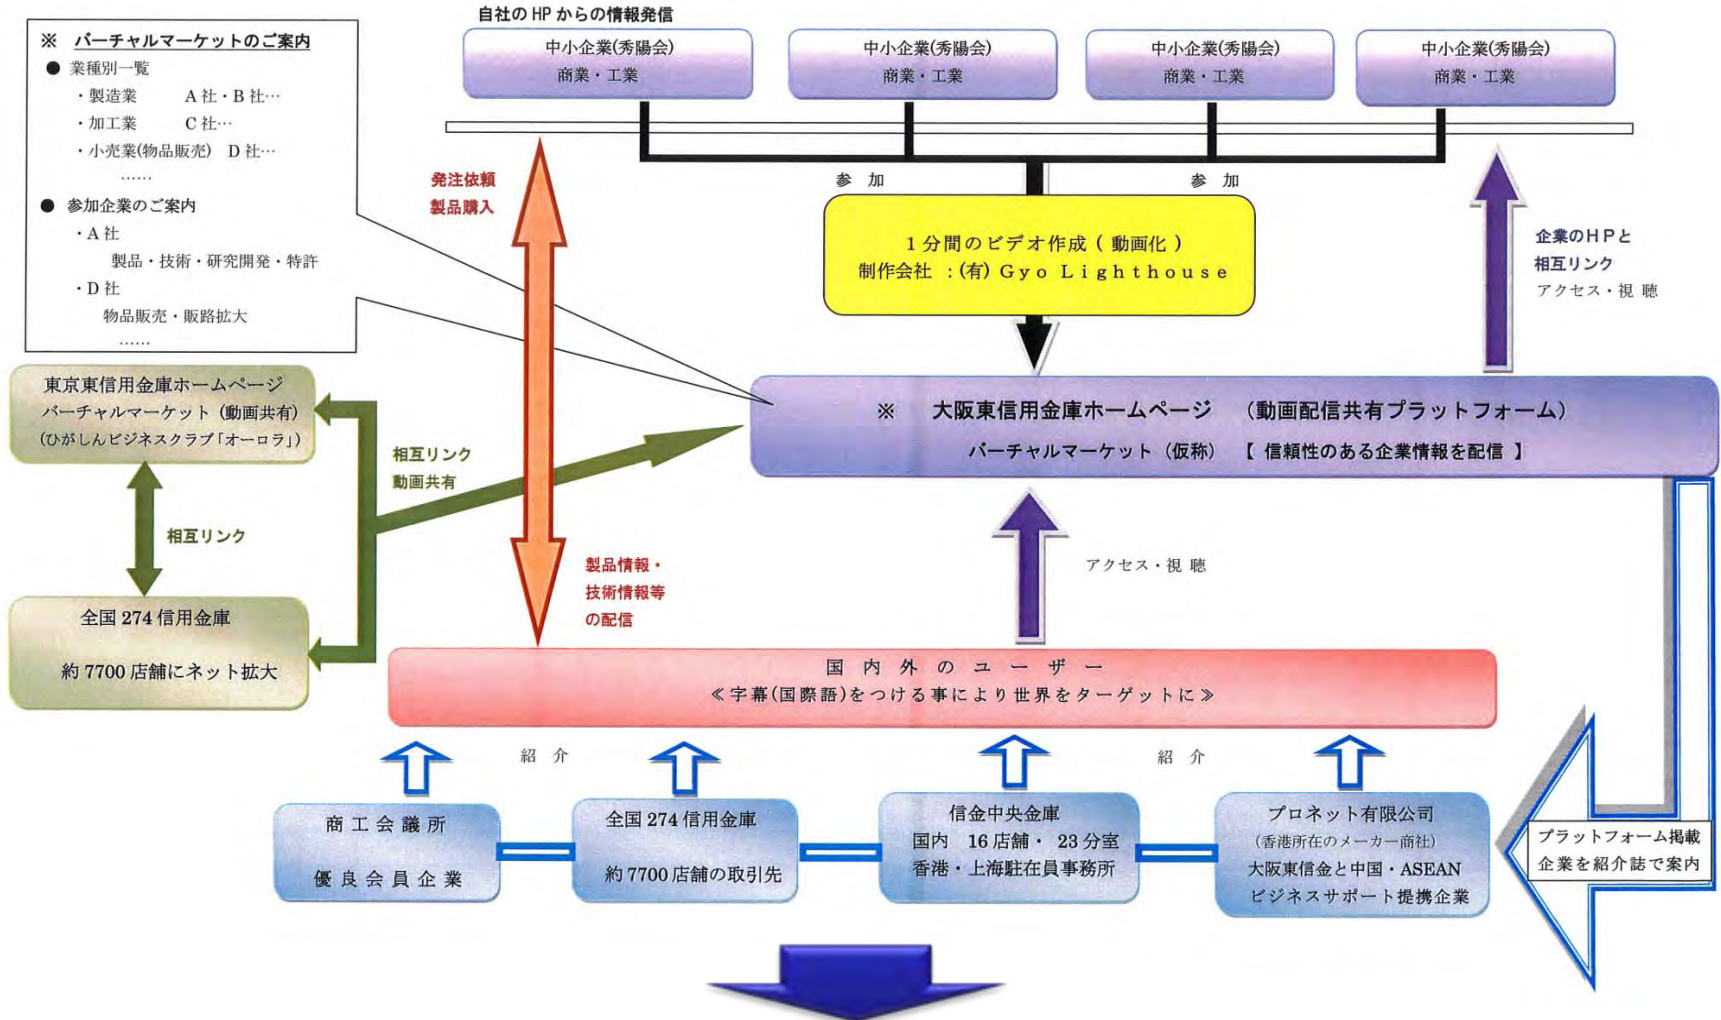 自社の HP からの情報発信
※ バーチャルマーケットのご案内
● 業種別一覧
・製造業 A 社・B 社…
・加工業 C 社…
・小売業(物品販売) D 社…
……
● 参加企業のご案内
・A 社
製品・技術・研究開発・特許
・D 社
物品販売・販路拡大
……
中小企業(秀陽会)
商業・工業
中小企業(秀陽会)
商業・工業
中小企業(秀陽会)
商業・工業
中小企業(秀陽会)
商業・工業
参 加
参 加
発注依頼
製品購入
1 分間のビデオ作成 ( 動画化 )
制作会社 : (有) Gyo Lighthouse
企業のHPと
相互リンク
アクセス・視 聴
東京東信用金庫ホームページ
バーチャルマーケット (動画共有)
(ひがしんビジネスクラブ「オーロラ」)
※ 大阪東信用金庫ホームページ (動画配信共有プラットフォーム)
バーチャルマーケット (仮称) 【 信頼性のある企業情報を配信 】
相互リンク
動画共有
相互リンク
製品情報・
技術情報等
の配信
アクセス・視 聴
全国 274 信用金庫
約 7700 店舗にネット拡大
国 内 外 の ユ ー ザ ー
≪字幕(国際語)をつける事により世界をターゲットに≫
紹 介
紹 介
商 工 会 議 所
優 良 会 員 企 業
全国 274 信用金庫
約 7700 店舗の取引先
信金中央金庫
国内 16 店舗・ 23 分室
香港・上海駐在員事務所
プロネット有限公司
(香港所在のメーカー商社)
大阪東信金と中国・ASEAN
ビジネスサポート提携企業
プラットフォーム掲載
企業を紹介誌で案内